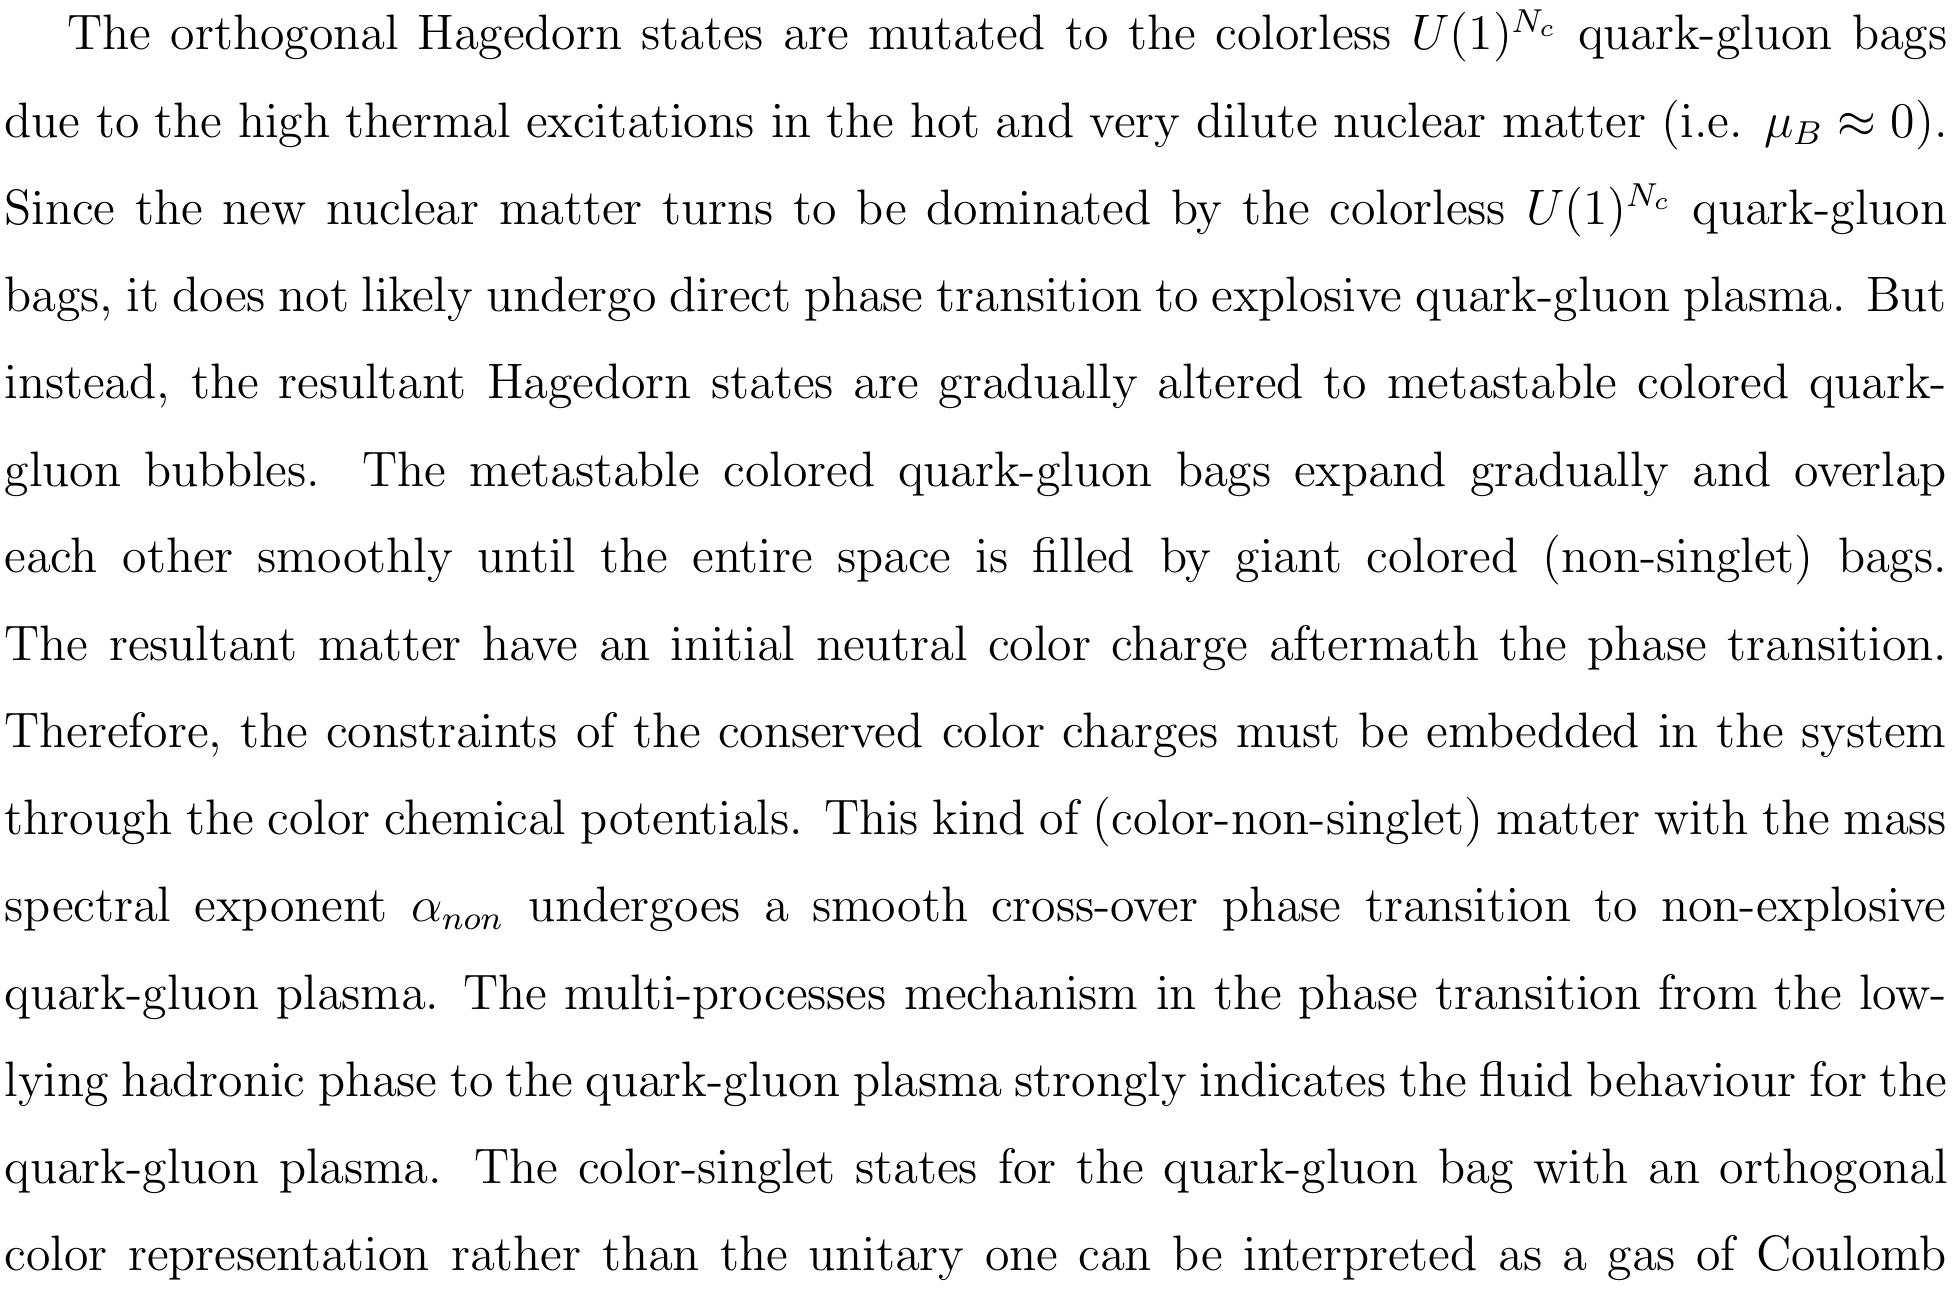 The orthogonal Hagedorn states are mutated to the colorless $U(1)^{N_c}$ quark-gluon bags
due to the high thermal excitations in the hot and very dilute nuclear matter (i.e. $\mu_B \approx 0$).
Since the new nuclear matter turns to be dominated by the colorless $U(1)^{N_c}$ quark-gluon
bags, it does not likely undergo direct phase transition to explosive quark-gluon plasma. But
instead, the resultant Hagedorn states are gradually altered to metastable colored quark-
gluon bubbles. The metastable colored quark-gluon bags expand gradually and overlap
each other smoothly until the entire space is filled by giant colored (non-singlet) bags.
The resultant matter have an initial neutral color charge aftermath the phase transition.
Therefore, the constraints of the conserved color charges must be embedded in the system
through the color chemical potentials. This kind of (color-non-singlet) matter with the mass
spectral exponent $\alpha_{non}$ undergoes a smooth cross-over phase transition to non-explosive
quark-gluon plasma. The multi-processes mechanism in the phase transition from the low-
lying hadronic phase to the quark-gluon plasma strongly indicates the fluid behaviour for the
quark-gluon plasma. The color-singlet states for the quark-gluon bag with an orthogonal
color representation rather than the unitary one can be interpreted as a gas of Coulomb